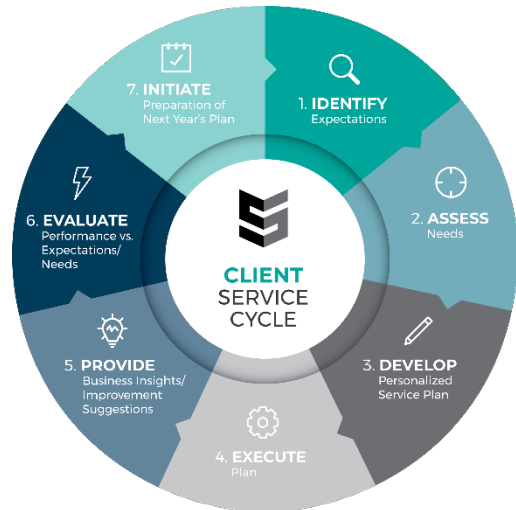 CLIENT
SERVICE
CYCLE
1. IDENTIFY
Expectations
2. ASSESS
Needs
3. DEVELOP
Personalized
Service Plan
4. EXECUTE
Plan
5. PROVIDE
Business Insights/
Improvement
Suggestions
6. EVALUATE
Performance vs.
Expectations/
Needs
7. INITIATE
Preparation of
Next Year's Plan